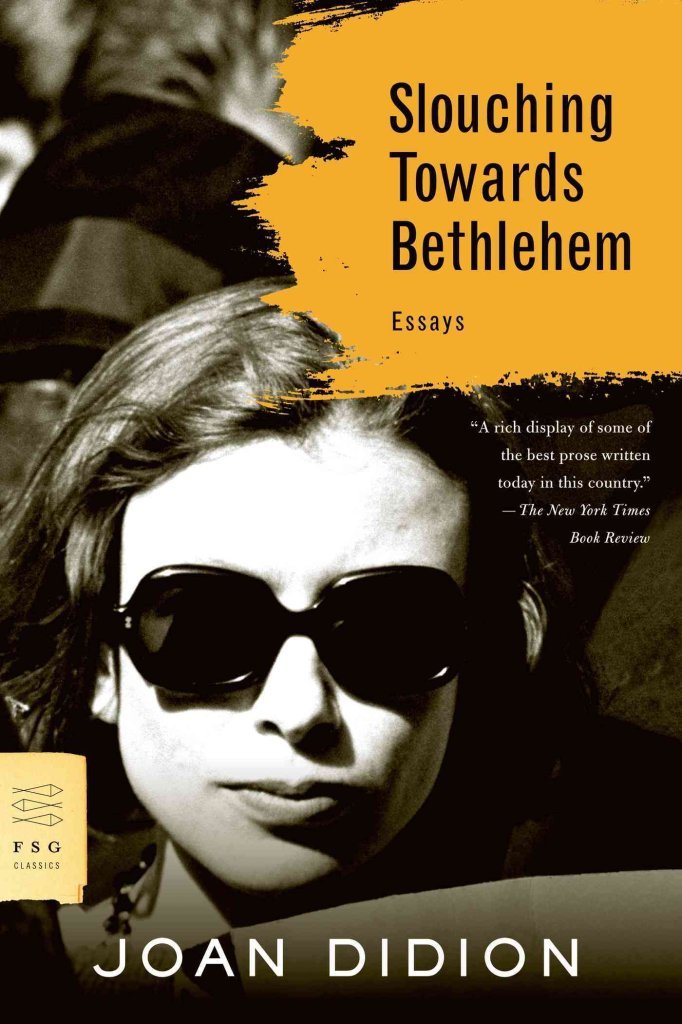 Slouching
Towards
Bethlehem
Essays
“A rich display of some of
the best prose written
today in this country.”
— The New York Times
Book Review
FSG
CLASSICS
JOAN DIDION